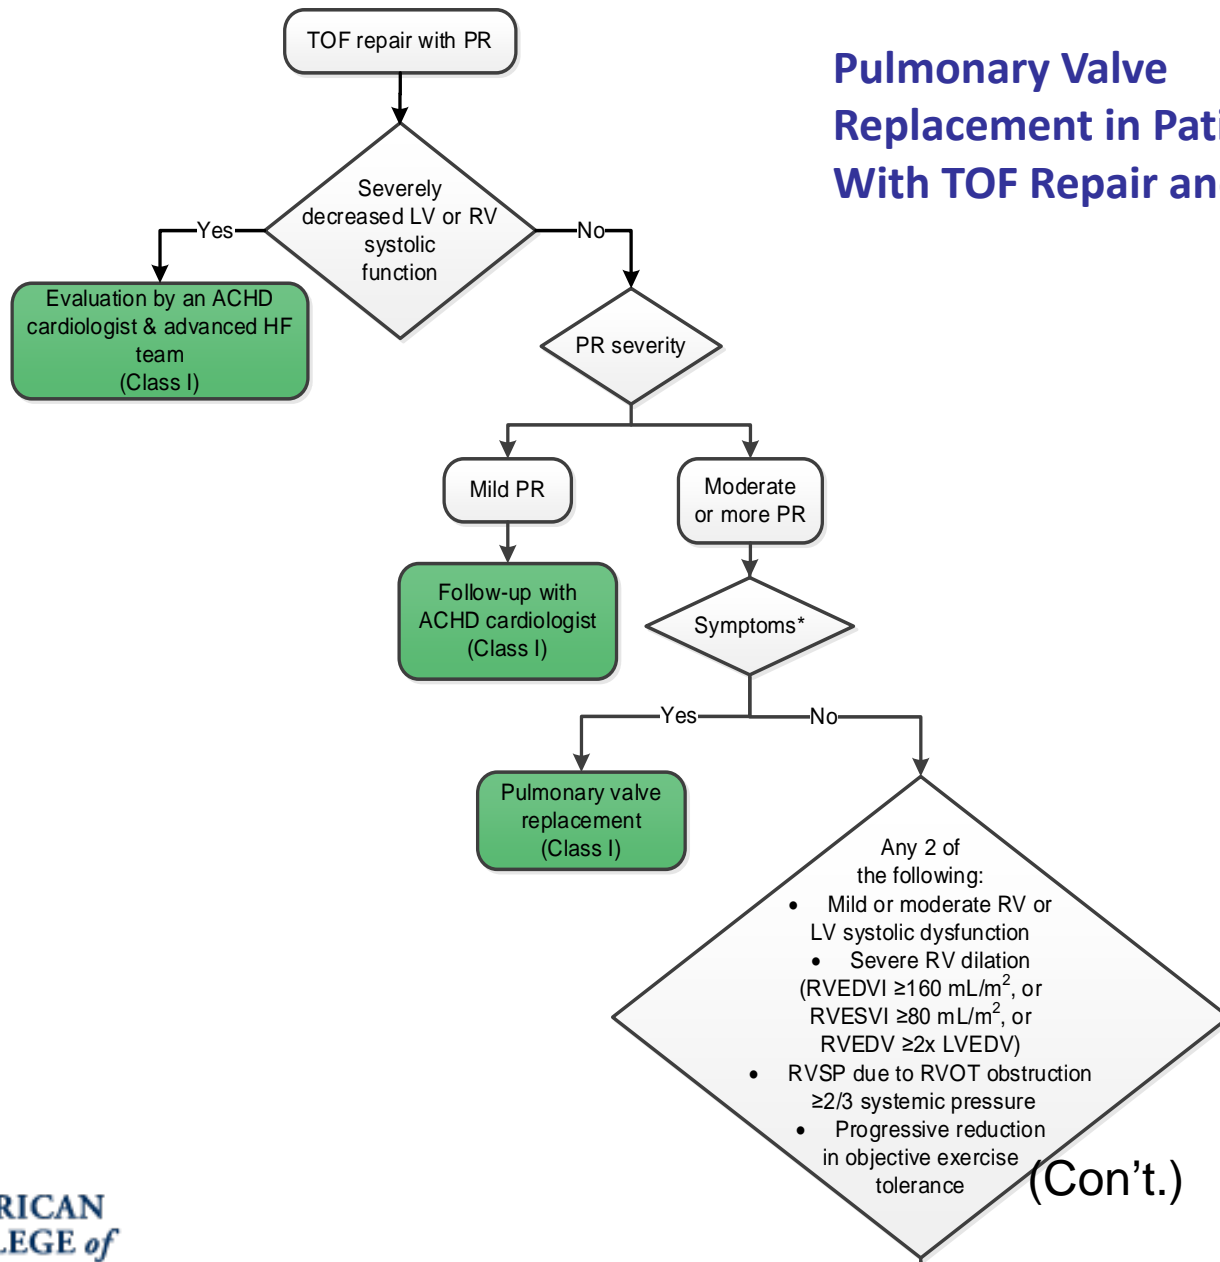 TOF repair with PR
Pulmonary Valve
Replacement in Pati
With TOF Repair an
Severely
decreased LV or RV
systolic
function
Yes
No
Evaluation by an ACHD
cardiologist & advanced HF
team
(Class I)
PR severity
Mild PR
Moderate
or more PR
Follow-up with
ACHD cardiologist
(Class I)
Symptoms*
Yes
No
Pulmonary valve
replacement
(Class I)
Any 2 of
the following:
• Mild or moderate RV or
LV systolic dysfunction
• Severe RV dilation
(RVEDVI ≥160 mL/m², or
RVESVI ≥80 mL/m², or
RVEDV ≥2x LVEDV)
• RVSP due to RVOT obstruction
≥2/3 systemic pressure
• Progressive reduction
in objective exercise
tolerance
(Con't.)
RICAN
LEGE of